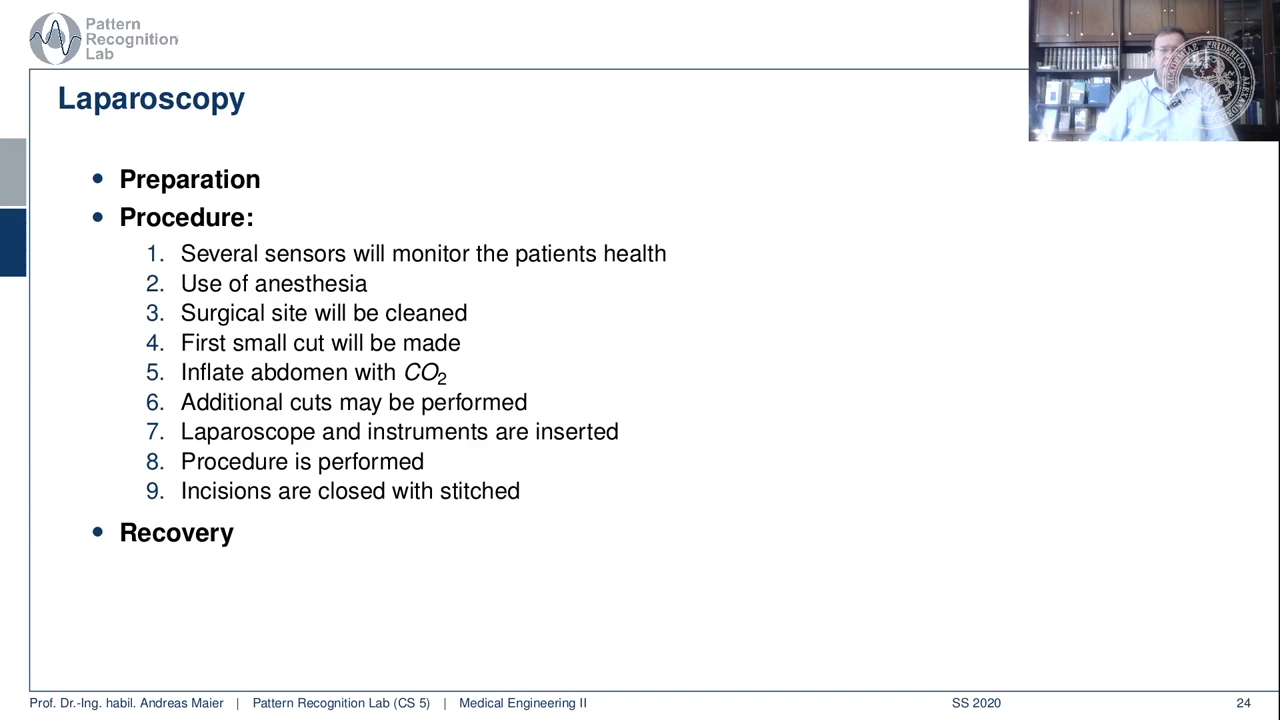 Pattern
Recognition
Lab
Laparoscopy
• Preparation
• Procedure:
1. Several sensors will monitor the patients health
2. Use of anesthesia
3. Surgical site will be cleaned
4. First small cut will be made
5. Inflate abdomen with CO₂
6. Additional cuts may be performed
7. Laparoscope and instruments are inserted
8. Procedure is performed
9. Incisions are closed with stitched
• Recovery
Prof. Dr.-Ing. habil. Andreas Maier | Pattern Recognition Lab (CS 5) | Medical Engineering II SS 2020 24